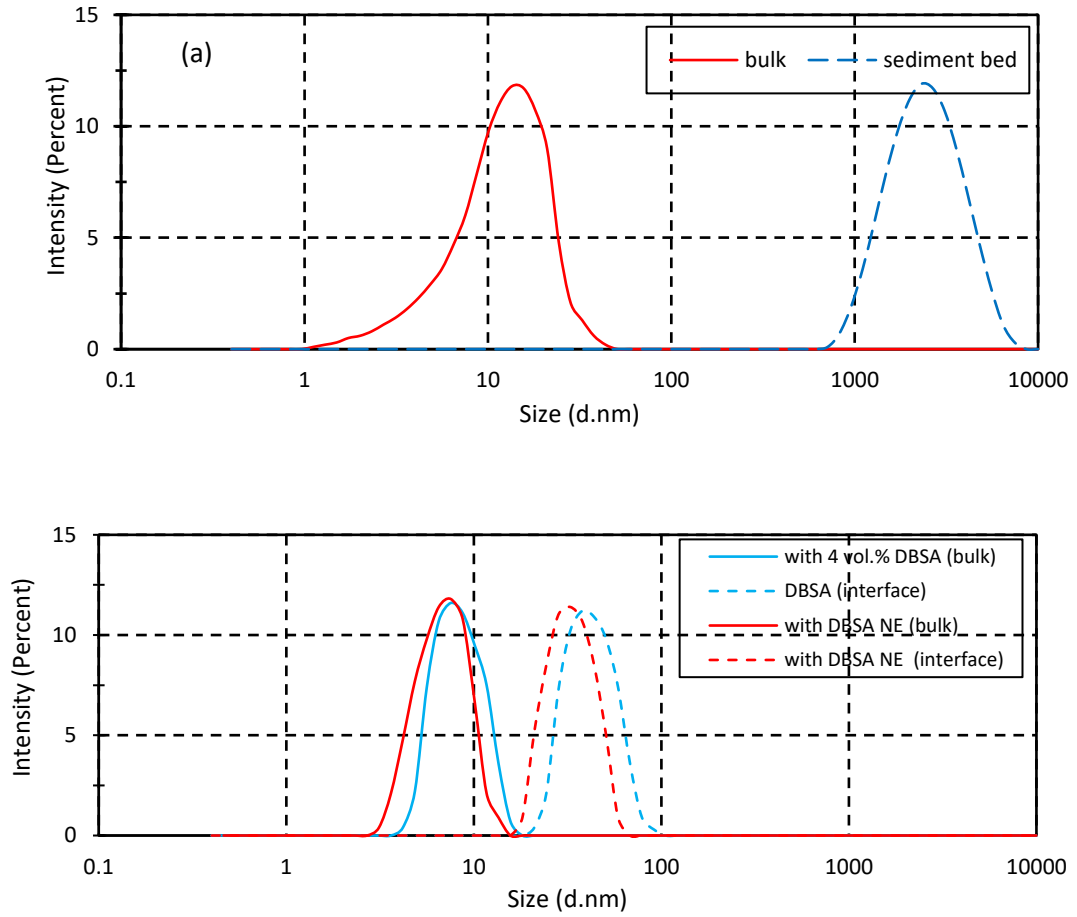 15
(a)
bulk
sediment bed
10
5
0
Intensity (Percent)
0.1 1 10 100 1000 10000
Size (d.nm)
15
with 4 vol.% DBSA (bulk)
DBSA (interface)
10
with DBSA NE (bulk)
with DBSA NE (interface)
5
0
Intensity (Percent)
0.1 1 10 100 1000 10000
Size (d.nm)